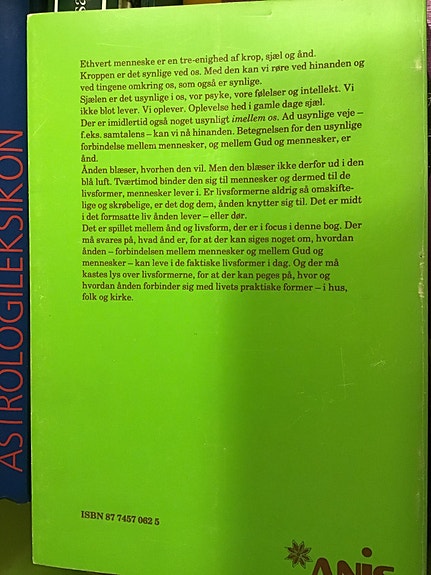 Ethvert menneske er en tre-enighed af krop, sjæl og ånd.
Kroppen er det synlige ved os. Med den kan vi røre ved hinanden og
ved tingene omkring os, som også er synlige.
Sjælen er det usynlige i os, vor psyke, vore følelser og intellekt. Vi
ikke blot lever. Vi oplever. Oplevelse hed i gamle dage sjæl.
Der er imidlertid også noget usynligt imellem os. Ad usynlige veje –
f.eks. samtalens – kan vi nå hinanden. Betegnelsen for den usynlige
forbindelse mellem mennesker, og mellem Gud og mennesker, er
ånd.
Ånden blæser, hvorhen den vil. Men den blæser ikke derfor ud i den
blå luft. Tværtimod binder den sig til mennesker og dermed til de
livsformer, mennesker lever i. Er livsformerne aldrig så omskifte-
lige og skrøbelige, er det dog dem, ånden knytter sig til. Det er midt
i det formsatte liv ånden lever – eller dør.
Det er spillet mellem ånd og livsform, der er i focus i denne bog. Der
må svares på, hvad ånd er, for at der kan siges noget om, hvordan
ånden – forbindelsen mellem mennesker og mellem Gud og
mennesker – kan leve i de faktiske livsformer i dag. Og der må
kastes lys over livsformerne, for at der kan peges på, hvor og
hvordan ånden forbinder sig med livets praktiske former – i hus,
folk og kirke.
ISBN 87 7457 062 5
ANIS
ASTROLOGILEKSIKON